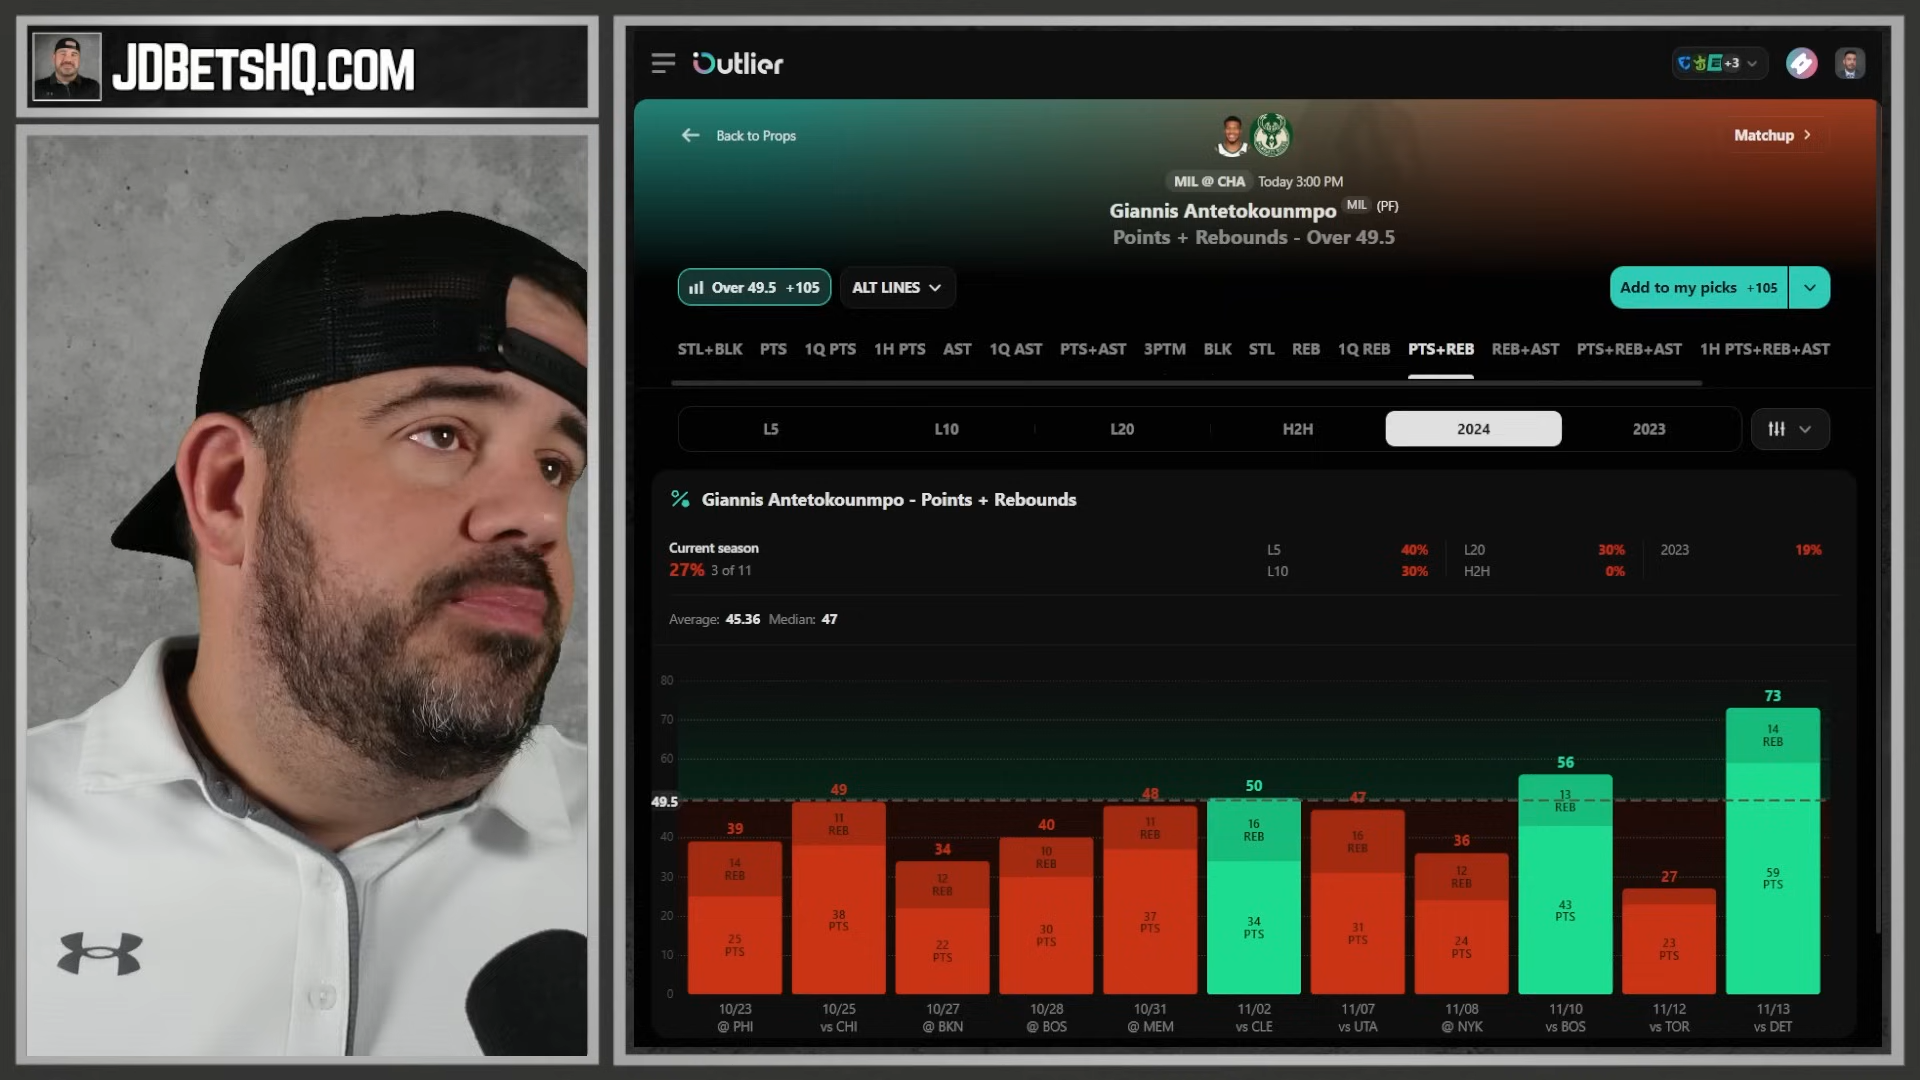 JDBetsHQ.com
Outlier
+3
Back to Props
Matchup
MIL @ CHA Today 3:00 PM
Giannis Antetokounmpo MIL (PF)
Points + Rebounds - Over 49.5
Over 49.5 +105
ALT LINES
Add to my picks +105
STL+BLK PTS 1Q PTS 1H PTS AST 1Q AST PTS+AST 3PTM BLK STL REB 1Q REB PTS+REB REB+AST PTS+REB+AST 1H PTS+REB+AST
L5 L10 L20 H2H 2024 2023
Giannis Antetokounmpo - Points + Rebounds
Current season
27% 3 of 11
L5 40% L20 30% 2023 19%
L10 30% H2H 0%
Average: 45.36 Median: 47
80
70
60
49.5
40
30
20
10
0
39
14
REB
25
PTS
49
11
REB
38
PTS
34
12
REB
22
PTS
40
10
REB
30
PTS
48
11
REB
37
PTS
50
16
REB
34
PTS
47
16
REB
31
PTS
36
12
REB
24
PTS
56
13
REB
43
PTS
27
23
PTS
73
14
REB
59
PTS
10/23 10/25 10/27 10/28 10/31 11/02 11/07 11/08 11/10 11/12 11/13
@ PHI vs CHI @ BKN @ BOS @ MEM vs CLE vs UTA @ NYK vs BOS vs TOR vs DET